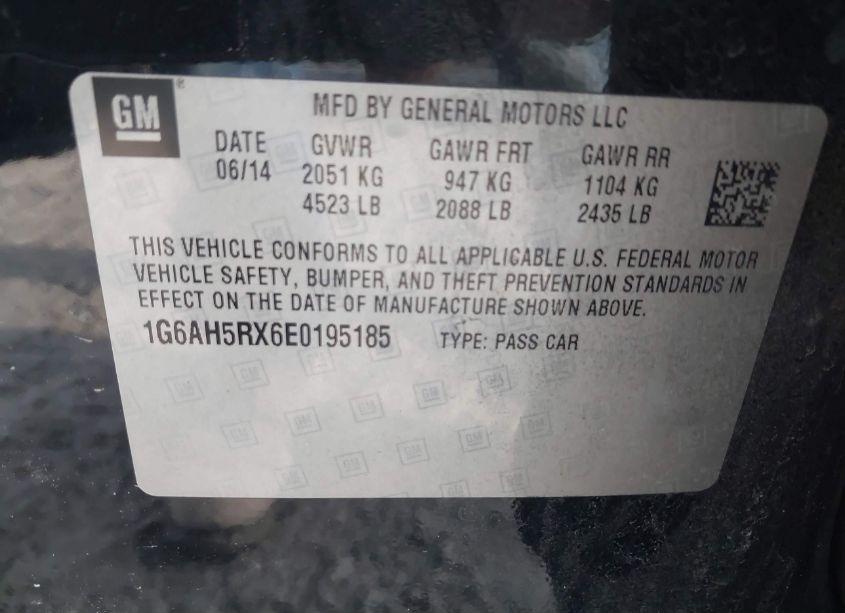 GM
MFD BY GENERAL MOTORS LLC
DATE GVWR GAWR FRT GAWR RR
06/14 2051 KG 947 KG 1104 KG
4523 LB 2088 LB 2435 LB
THIS VEHICLE CONFORMS TO ALL APPLICABLE U.S. FEDERAL MOTOR
VEHICLE SAFETY, BUMPER, AND THEFT PREVENTION STANDARDS IN
EFFECT ON THE DATE OF MANUFACTURE SHOWN ABOVE.
1G6AH5RX6E0195185 TYPE: PASS CAR